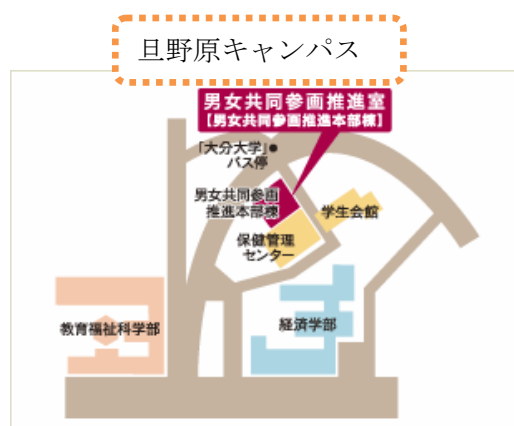 旦野原キャンパス
男女共同参画推進室
【男女共同参画推進本部棟】
「大分大学」●
バス停
男女共同参画
推進本部棟
学生会館
保健管理
センター
教育福祉科学部
経済学部